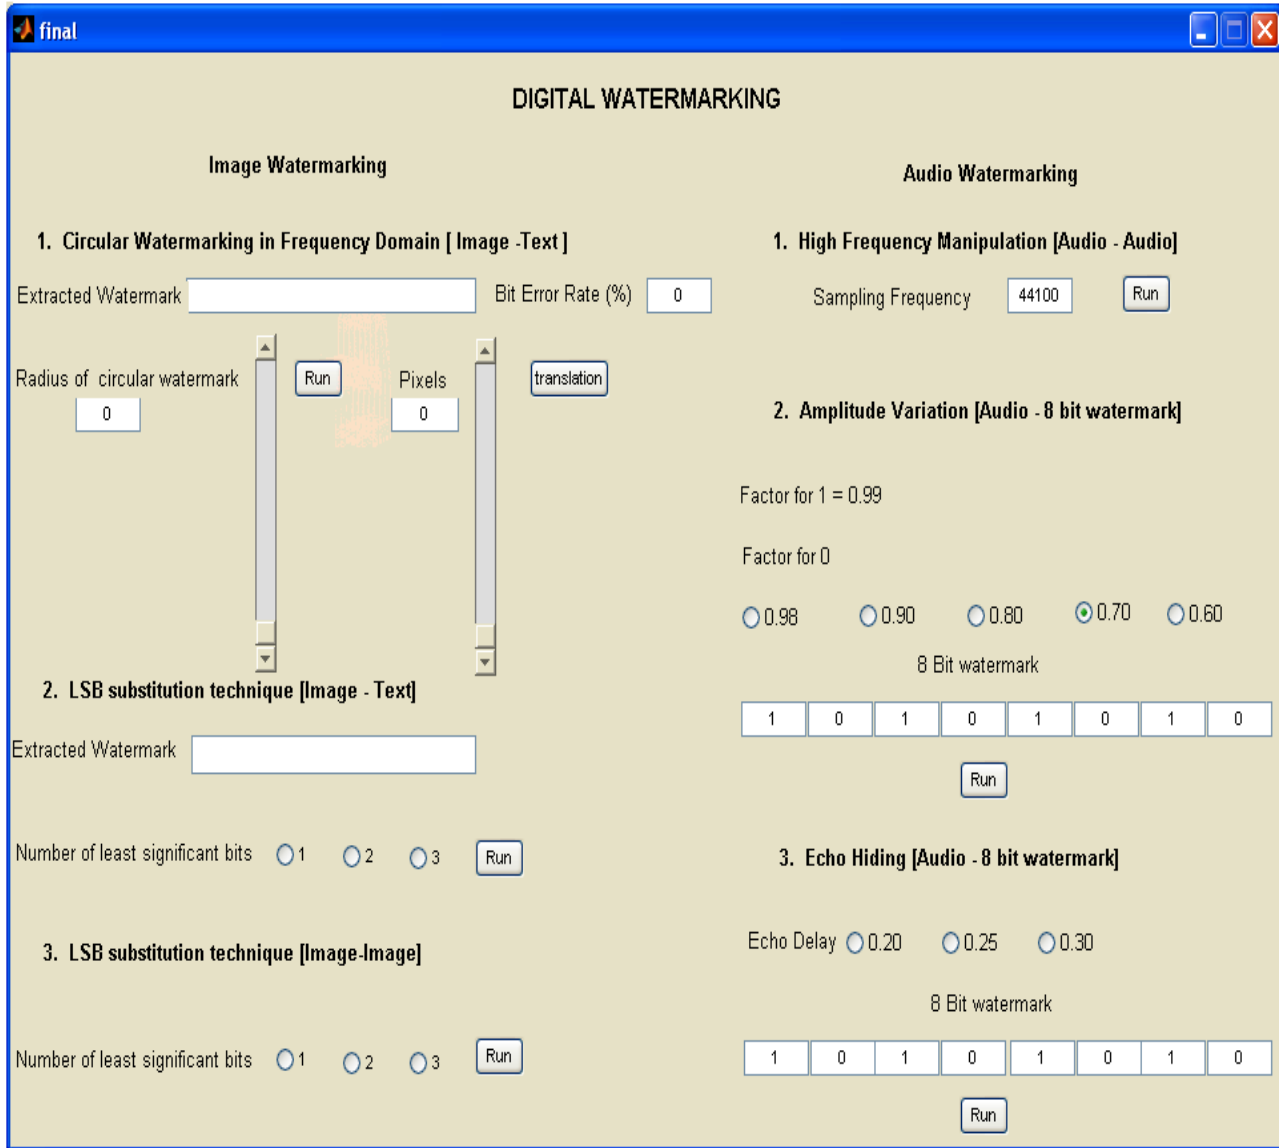 final
DIGITAL WATERMARKING
Image Watermarking
1. Circular Watermarking in Frequency Domain [ Image -Text ]
Extracted Watermark
Bit Error Rate (%) 0
Radius of circular watermark
0
Run
Pixels
0
translation
2. LSB substitution technique [Image - Text]
Extracted Watermark
Number of least significant bits 1 2 3 Run
3. LSB substitution technique [Image-Image]
Number of least significant bits 1 2 3 Run
Audio Watermarking
1. High Frequency Manipulation [Audio - Audio]
Sampling Frequency 44100 Run
2. Amplitude Variation [Audio - 8 bit watermark]
Factor for 1 = 0.99
Factor for 0
0.98 0.90 0.80 0.70 0.60
8 Bit watermark
1 0 1 0 1 0 1 0
Run
3. Echo Hiding [Audio - 8 bit watermark]
Echo Delay 0.20 0.25 0.30
8 Bit watermark
1 0 1 0 1 0 1 0
Run